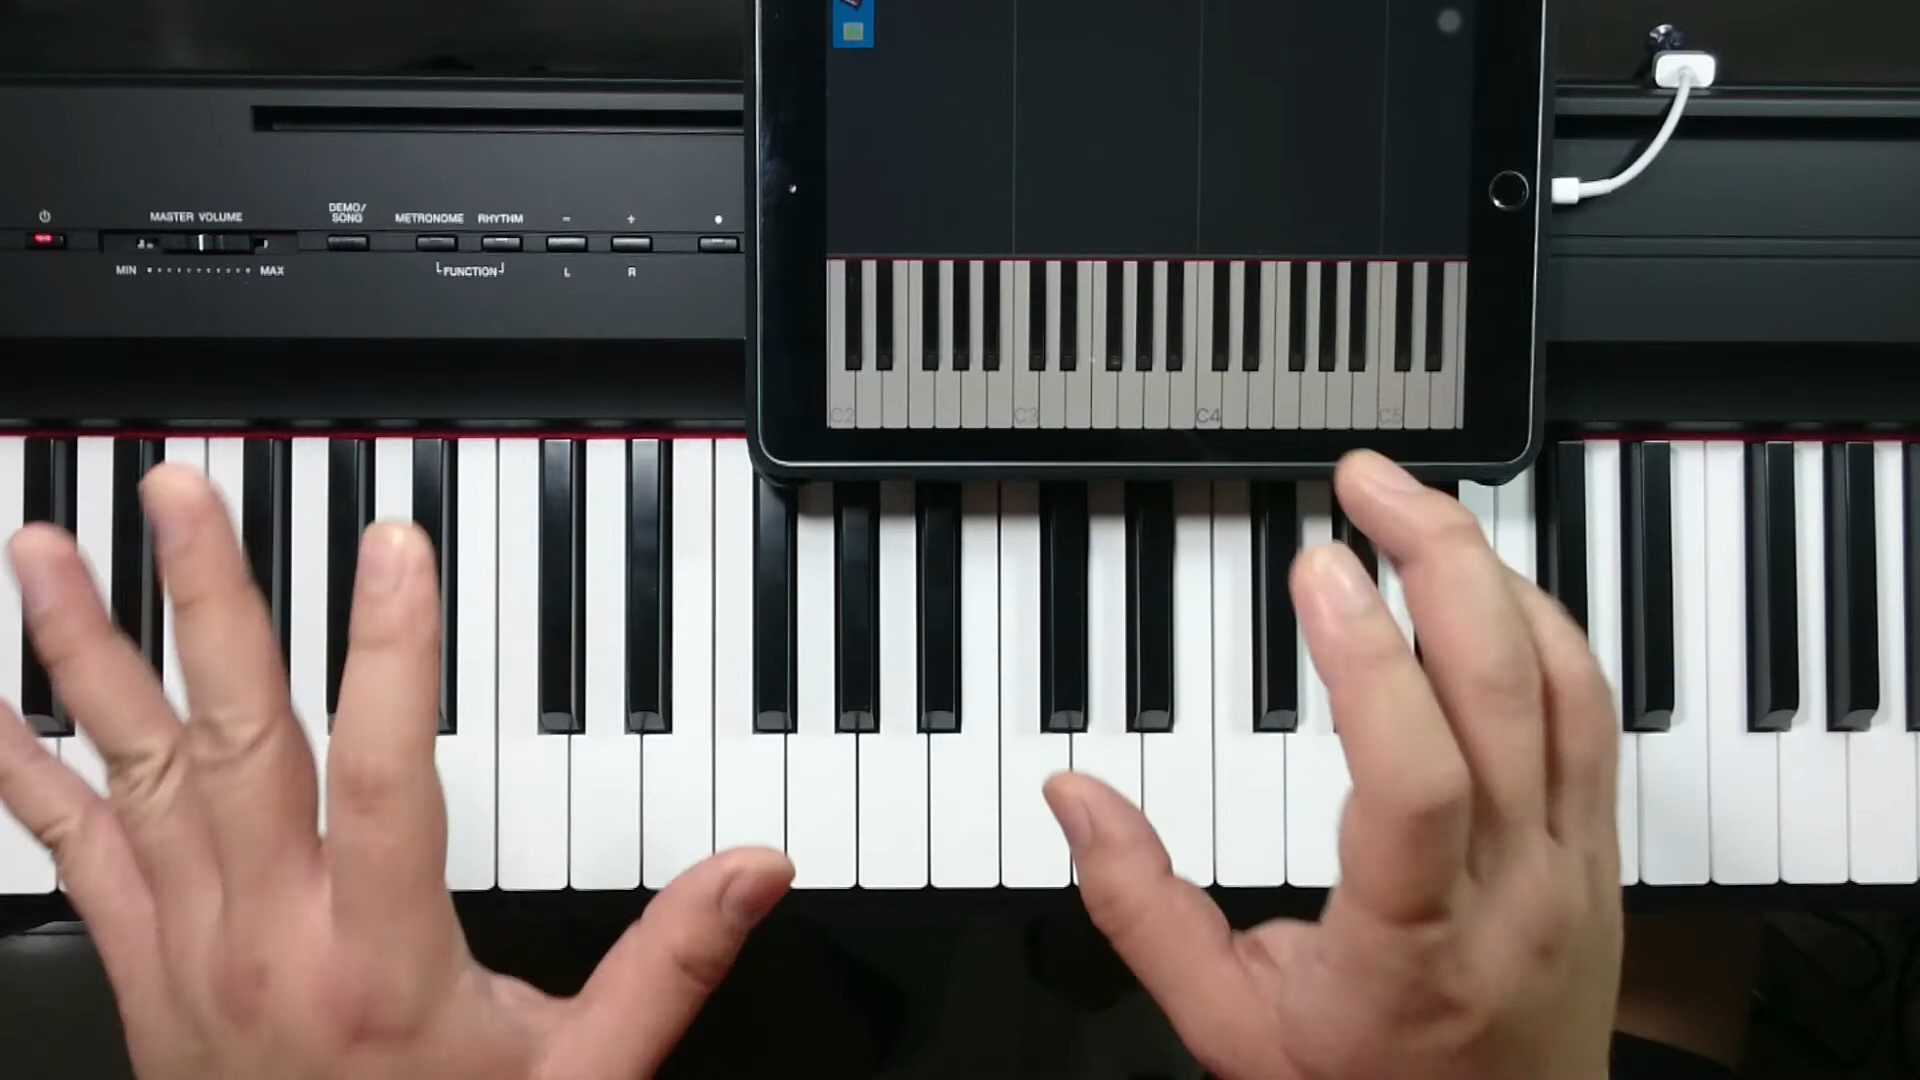 DEMO/
SONG
MASTER VOLUME
METRONOME
RHYTHM
-
+
MIN
MAX
FUNCTION
L
R
C2
C3
C4
C5